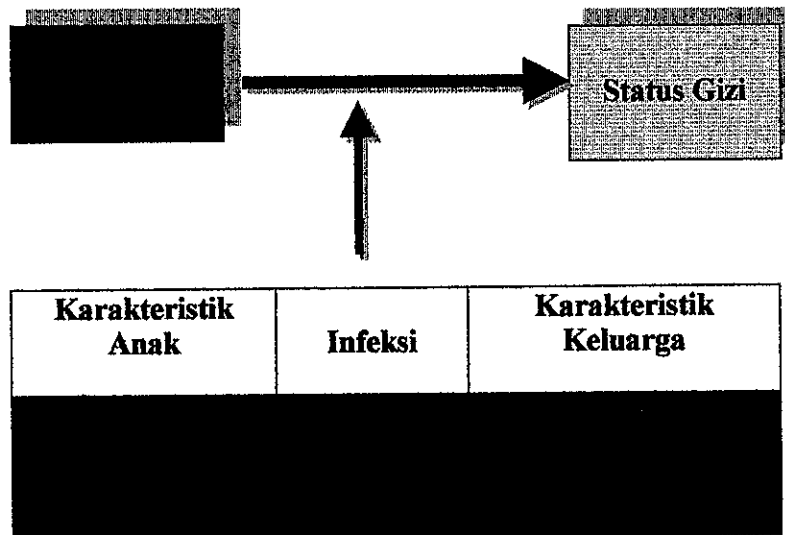 Status Gizi
Karakteristik
Anak
Infeksi
Karakteristik
Keluarga